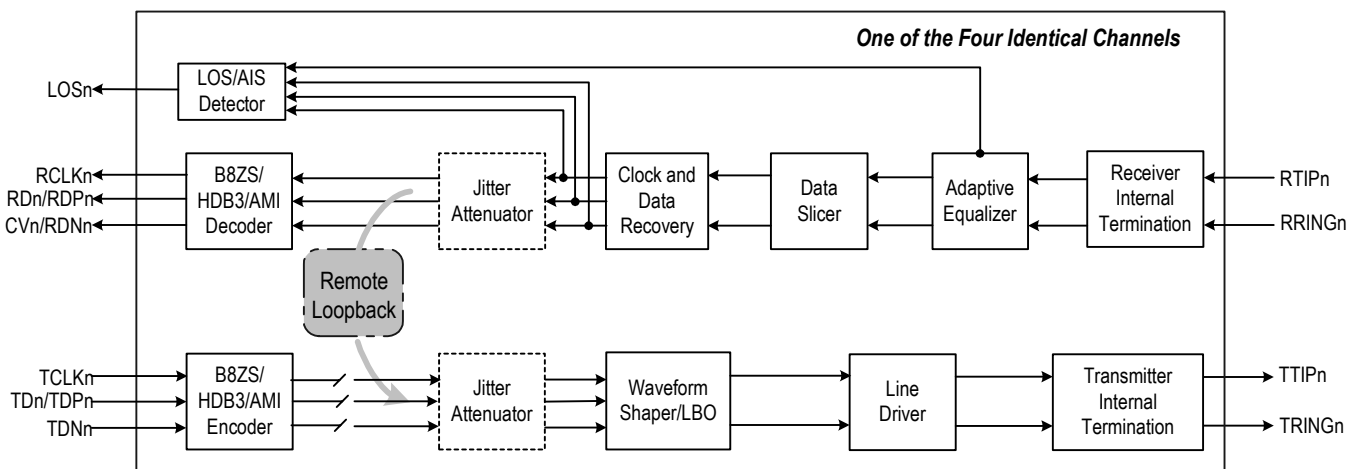 One of the Four Identical Channels
LOSn
LOS/AIS
Detector
RCLKn
RDn/RDPn
CVn/RDNn
B8ZS/
HDB3/AMI
Decoder
Jitter
Attenuator
Clock and
Data
Recovery
Data
Slicer
Adaptive
Equalizer
Receiver
Internal
Termination
RTIPn
RRINGn
Remote
Loopback
TCLKn
TDn/TDPn
TDNn
B8ZS/
HDB3/AMI
Encoder
Jitter
Attenuator
Waveform
Shaper/LBO
Line
Driver
Transmitter
Internal
Termination
TTIPn
TRINGn